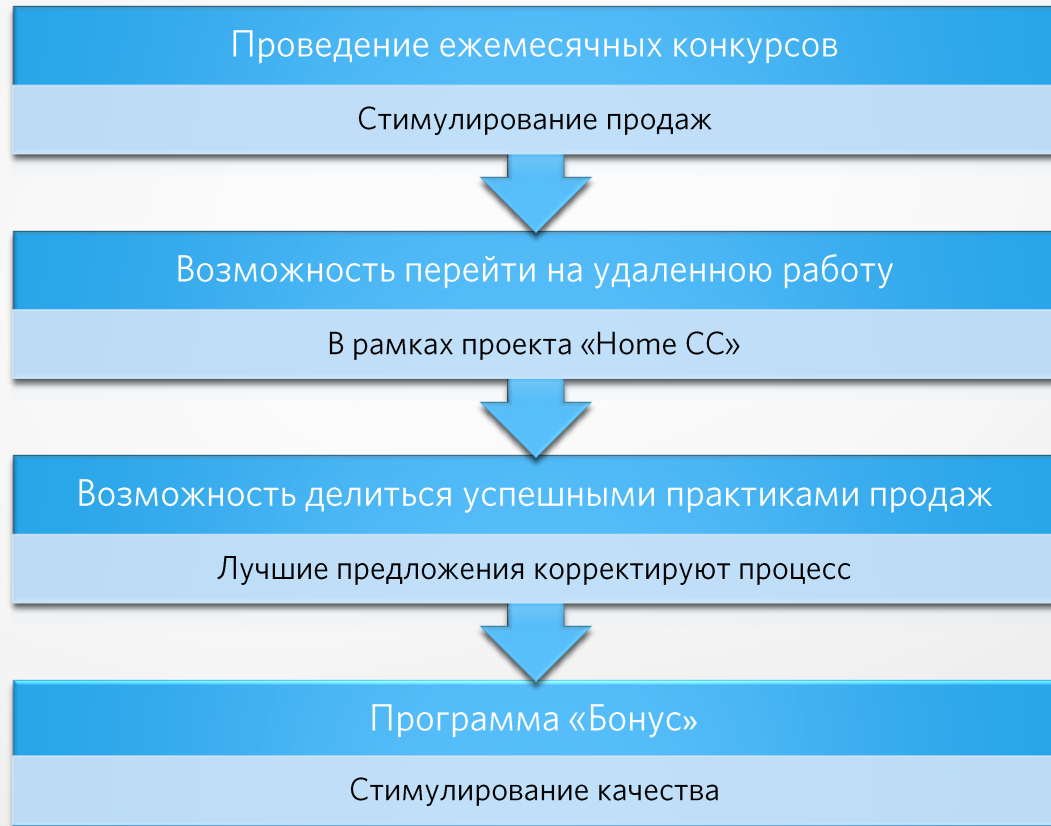 Проведение ежемесячных конкурсов
Стимулирование продаж
Возможность перейти на удаленною работу
В рамках проекта «Home CC»
Возможность делиться успешными практиками продаж
Лучшие предложения корректируют процесс
Программа «Бонус»
Стимулирование качества